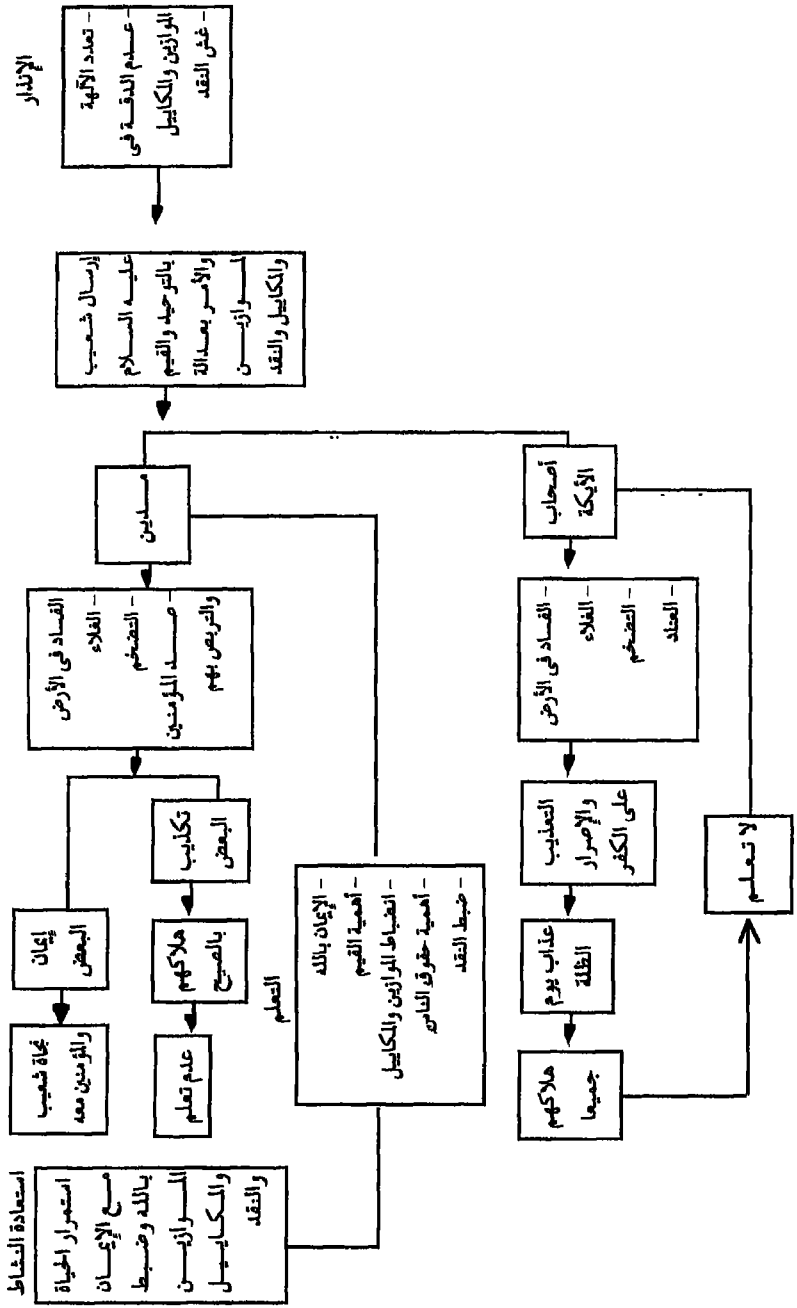 الإنذار
- تعدد الآلهة
- عدم الدقة فى
الموازين والمكاييل
- غش النقد
إرسال شعيب
عليه السلام
بالتوحيد والقيم
والأمر بعدالة
الموازين
والمكاييل والنقد
مدين
- الفساد فى الأرض
- الغلاء
- صد المؤمنين
- التضخم
والتربص بهم
إيمان
البعض
نجاة شعيب
والمؤمنين معه
تكذيب
البعض
هلاكهم
بالصيح
عدم تعلم
التعلم
- الإيمان بالله
- أهمية القيم
- انضباط الموازين والمكاييل
- أهمية حقوق الناس
- ضبط النقد
استعادة النشاط
استمرار الحياة
مع الإيمان
بالله وضبط
الموازين
والمكاييل
والنقد
أصحاب
الأيكة
- الفساد فى الأرض
- الغلاء
- التضخم
- العناد
التعذيب
والإصرار
على الكفر
عذاب يوم
الظلة
هلاكهم
جميعا
لا تعلم